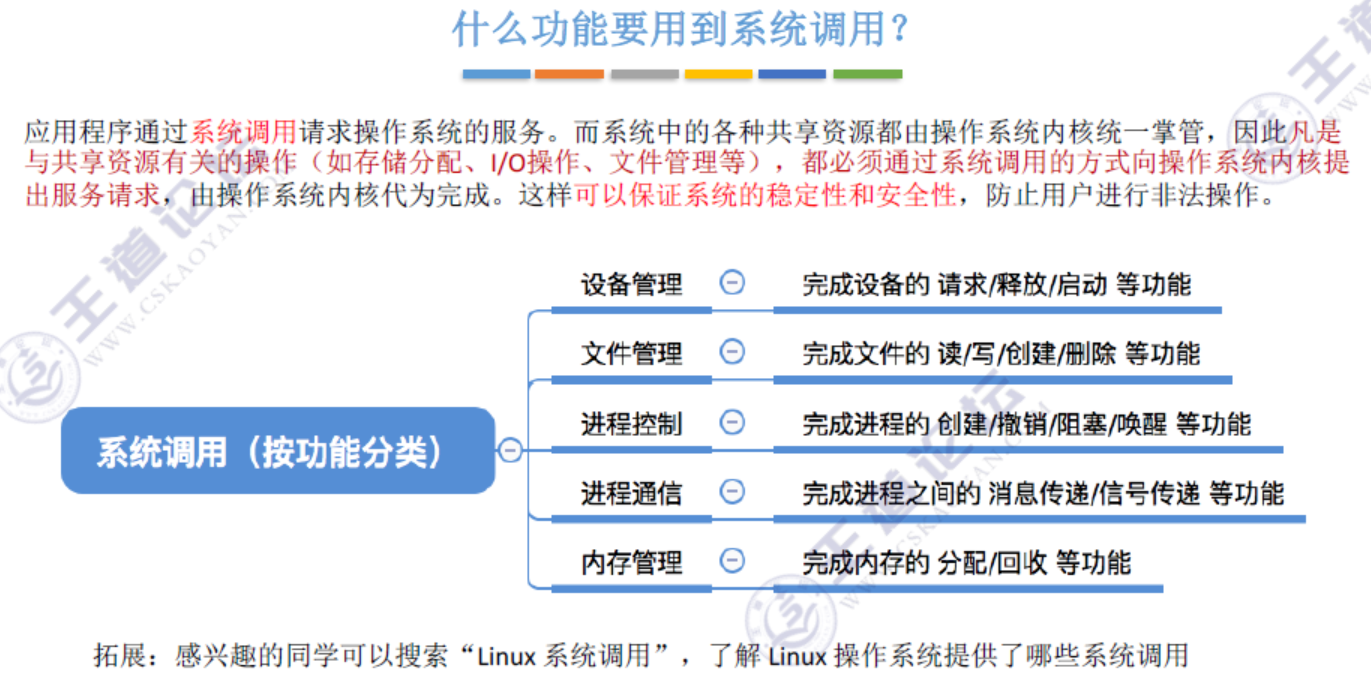 什么功能要用到系统调用？
应用程序通过系统调用请求操作系统的服务。而系统中的各种共享资源都由操作系统内核统一掌管，因此凡是
与共享资源有关的操作（如存储分配、I/O操作、文件管理等），都必须通过系统调用的方式向操作系统内核提
出服务请求，由操作系统内核代为完成。这样可以保证系统的稳定性和安全性，防止用户进行非法操作。
设备管理 完成设备的 请求/释放/启动 等功能
文件管理 完成文件的 读/写/创建/删除 等功能
系统调用（按功能分类）
进程控制 完成进程的 创建/撤销/阻塞/唤醒 等功能
进程通信 完成进程之间的 消息传递/信号传递 等功能
内存管理 完成内存的 分配/回收 等功能
拓展：感兴趣的同学可以搜索“Linux 系统调用”，了解 Linux 操作系统提供了哪些系统调用
王道论坛
WWW.CSKAOYAN.COM